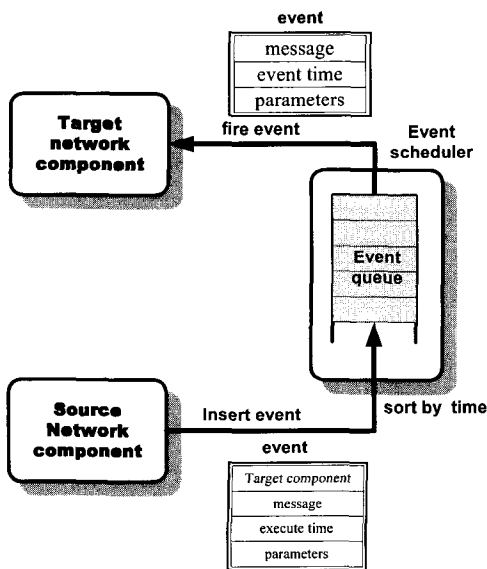 event
message
event time
parameters
fire event
Target
network
component
Event
scheduler
Event
queue
Source
Network
component
Insert event
sort by time
event
Target component
message
execute time
parameters